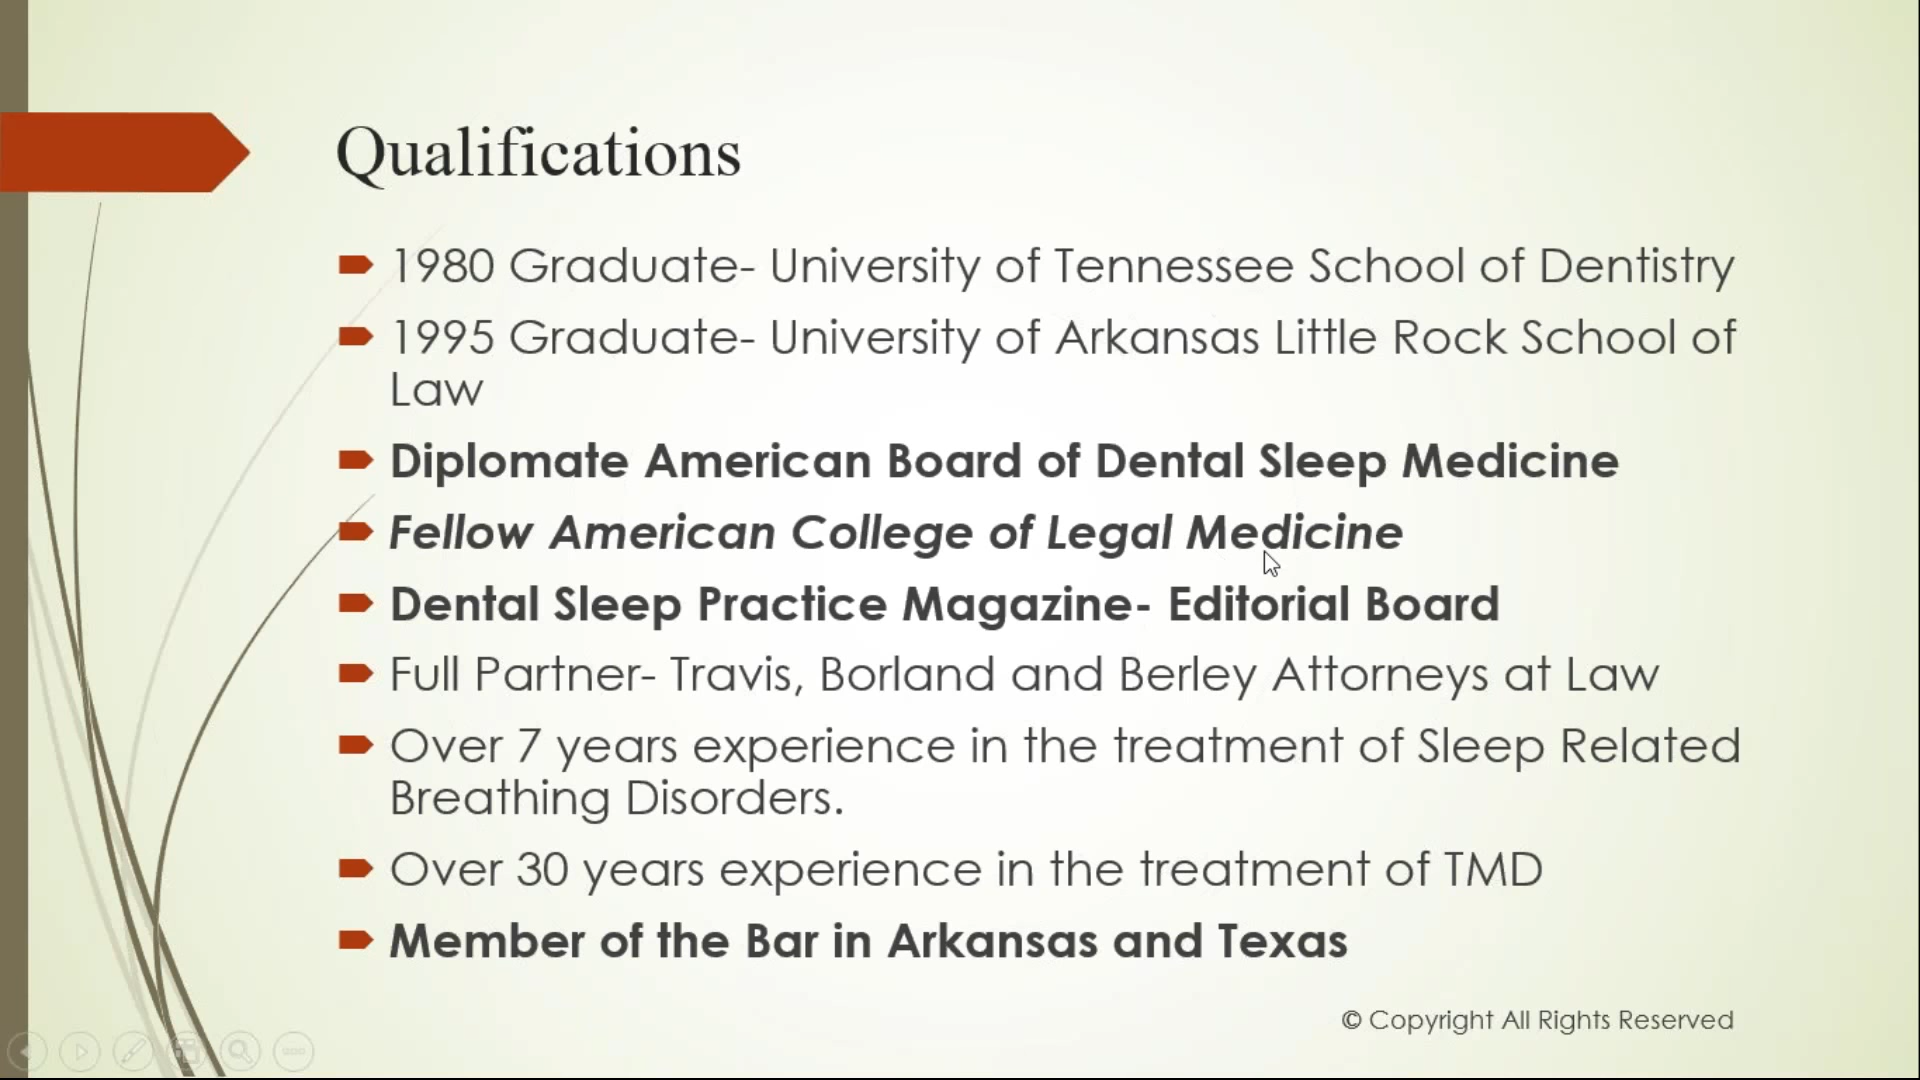 Qualifications
1980 Graduate- University of Tennessee School of Dentistry
1995 Graduate- University of Arkansas Little Rock School of
Law
Diplomate American Board of Dental Sleep Medicine
Fellow American College of Legal Medicine
Dental Sleep Practice Magazine- Editorial Board
Full Partner- Travis, Borland and Berley Attorneys at Law
Over 7 years experience in the treatment of Sleep Related
Breathing Disorders.
Over 30 years experience in the treatment of TMD
Member of the Bar in Arkansas and Texas
© Copyright All Rights Reserved